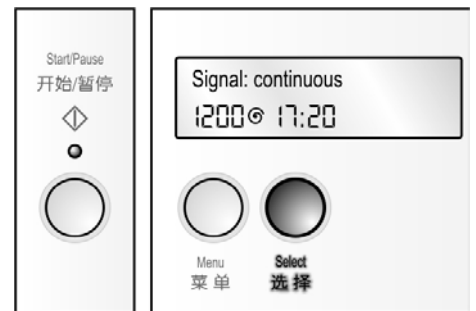 Start/Pause
开始/暂停
Signal: continuous
1200 17:20
Menu
菜单
Select
选择